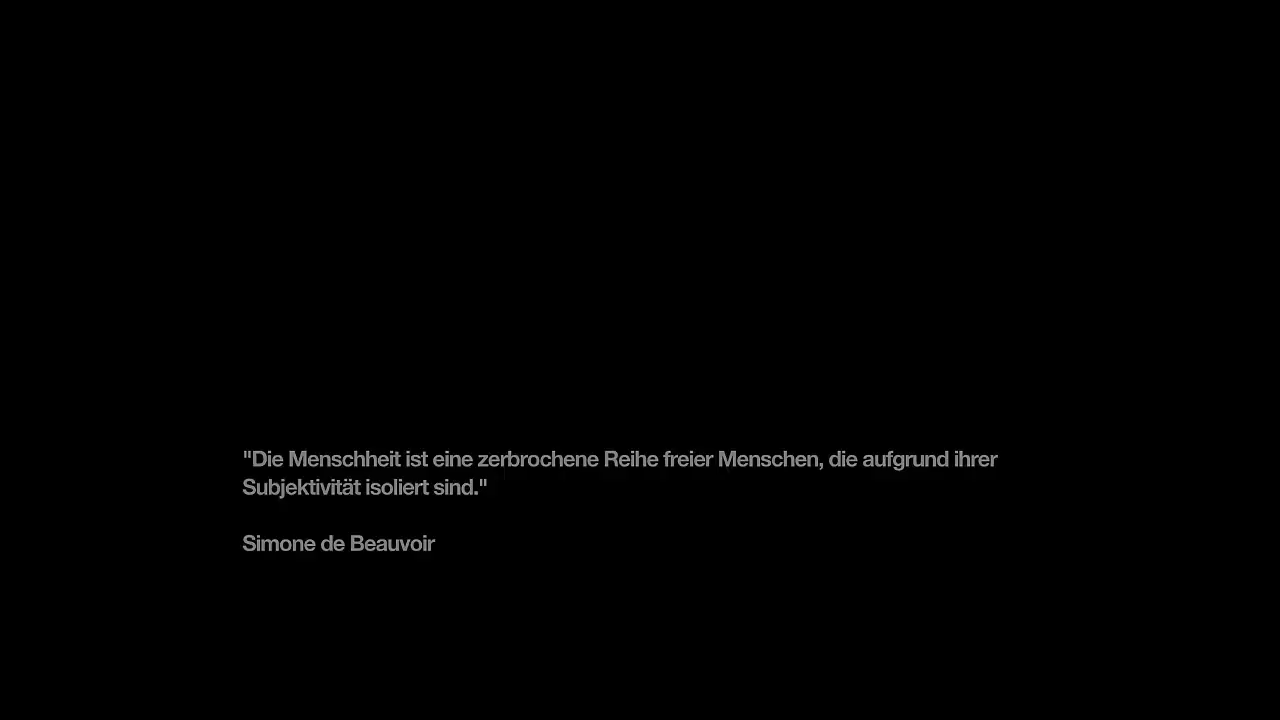 "Die Menschheit ist eine zerbrochene Reihe freier Menschen, die aufgrund ihrer
Subjektivität isoliert sind."
Simone de Beauvoir